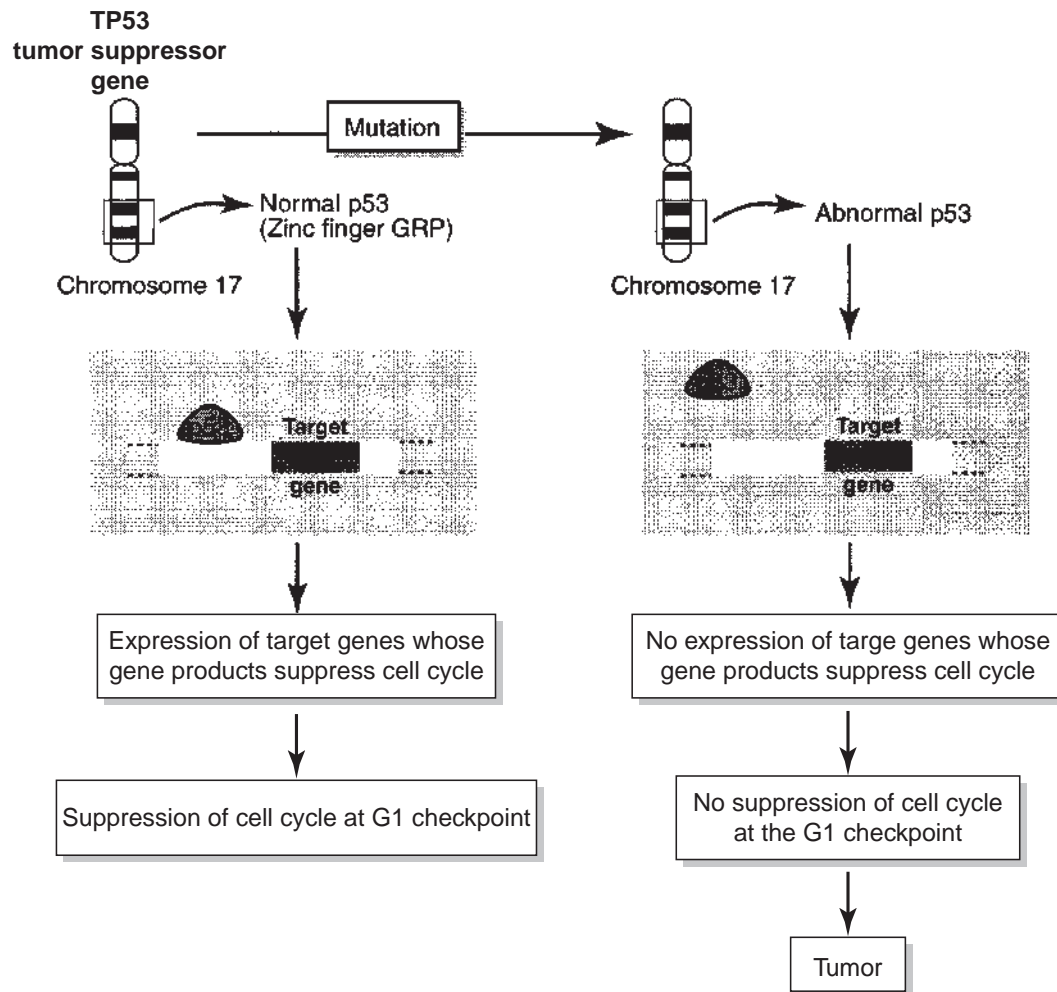 TP53
tumor suppressor
gene
Mutation
Normal p53
(Zinc finger GRP)
Chromosome 17
Abnormal p53
Chromosome 17
Target
gene
Target
gene
Expression of target genes whose
gene products suppress cell cycle
No expression of targe genes whose
gene products suppress cell cycle
Suppression of cell cycle at G1 checkpoint
No suppression of cell cycle
at the G1 checkpoint
Tumor